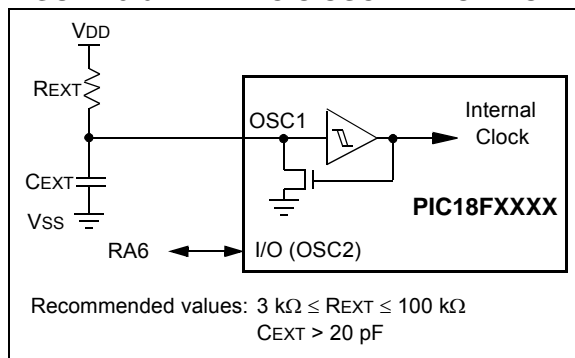 VDD
REXT
OSC1
Internal
Clock
CEXT
PIC18FXXXX
VSS
RA6
I/O (OSC2)
Recommended values: 3 kΩ ≤ REXT ≤ 100 kΩ
CEXT > 20 pF